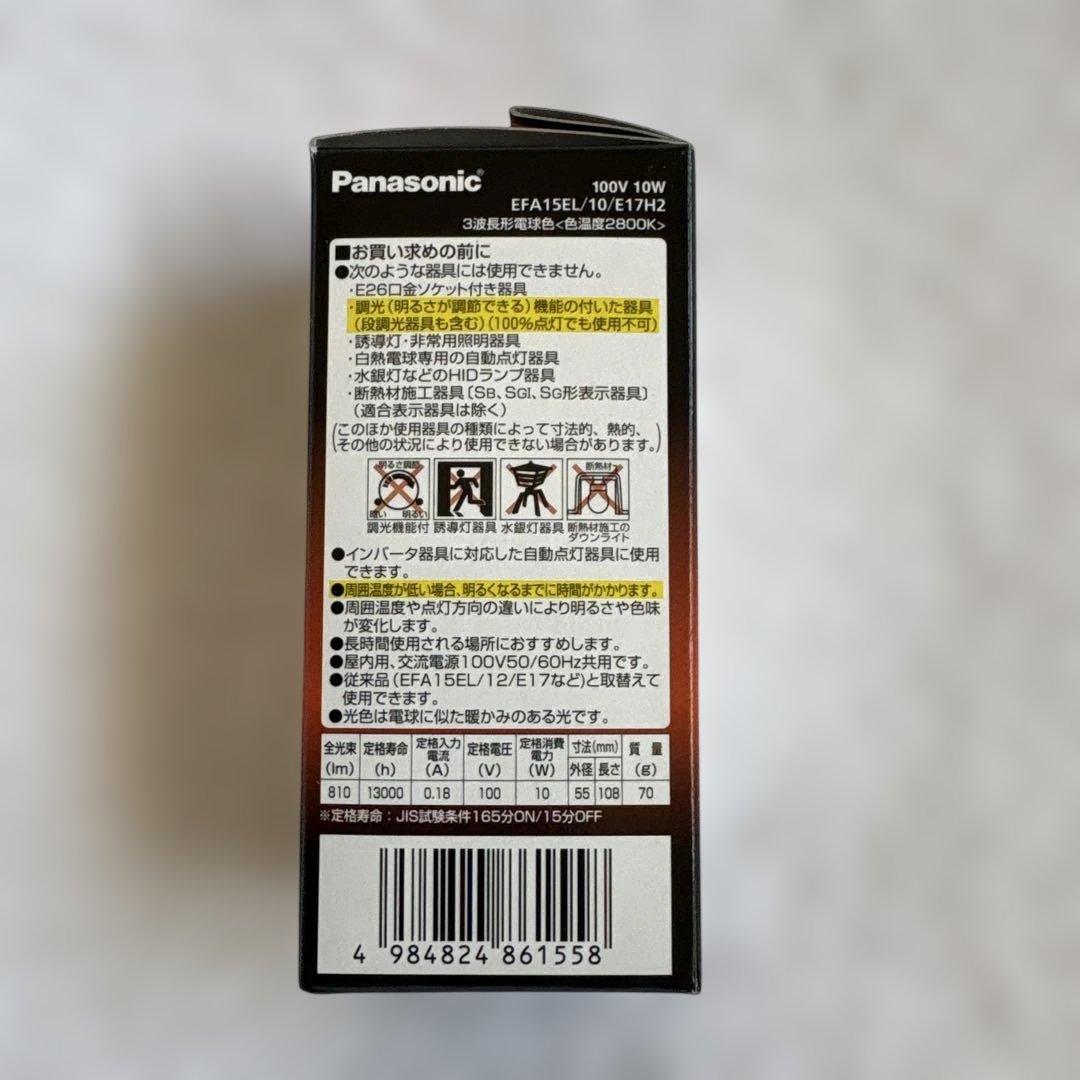 Panasonic®
100V 10W
EFA15EL/10/E17H2
3波長形電球色<色温度2800K>
■お買い求めの前に
●次のような器具には使用できません。
・E26口金ソケット付き器具
・調光(明るさが調節できる)機能の付いた器具
(段調光器具も含む)(100%点灯でも使用不可)
・誘導灯・非常用照明器具
・白熱電球専用の自動点灯器具
・水銀灯などのHIDランプ器具
・断熱材施工器具〔SB、SGI、SG形表示器具〕
(適合表示器具は除く)
(このほか使用器具の種類によって寸法的、熱的、
その他の状況により使用できない場合があります。)
明るさ調節 断熱材
暗い 明るい
調光機能付 誘導灯器具 水銀灯器具 断熱材施工の
ダウンライト
●インバータ器具に対応した自動点灯器具に使用
できます。
●周囲温度が低い場合、明るくなるまでに時間がかかります。
●周囲温度や点灯方向の違いにより明るさや色味
が変化します。
●長時間使用される場所におすすめします。
●屋内用、交流電源100V50/60Hz共用です。
●従来品(EFA15EL/12/E17など)と取替えて
使用できます。
●光色は電球に似た暖かみのある光です。
全光束 定格寿命 定格入力電流 定格電圧 定格消費電力 寸法(mm) 質量
(lm) (h) (A) (V) (W) 外径 長さ (g)
810 13000 0.18 100 10 55 108 70
※定格寿命:JIS試験条件165分ON/15分OFF
4 984824 861558